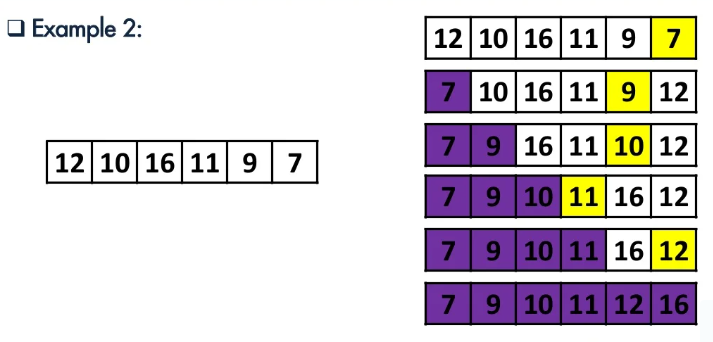 ❑ Example 2:
12 10 16 11 9 7
12 10 16 11 9 7
7 10 16 11 9 12
7 9 16 11 10 12
7 9 10 11 16 12
7 9 10 11 16 12
7 9 10 11 12 16